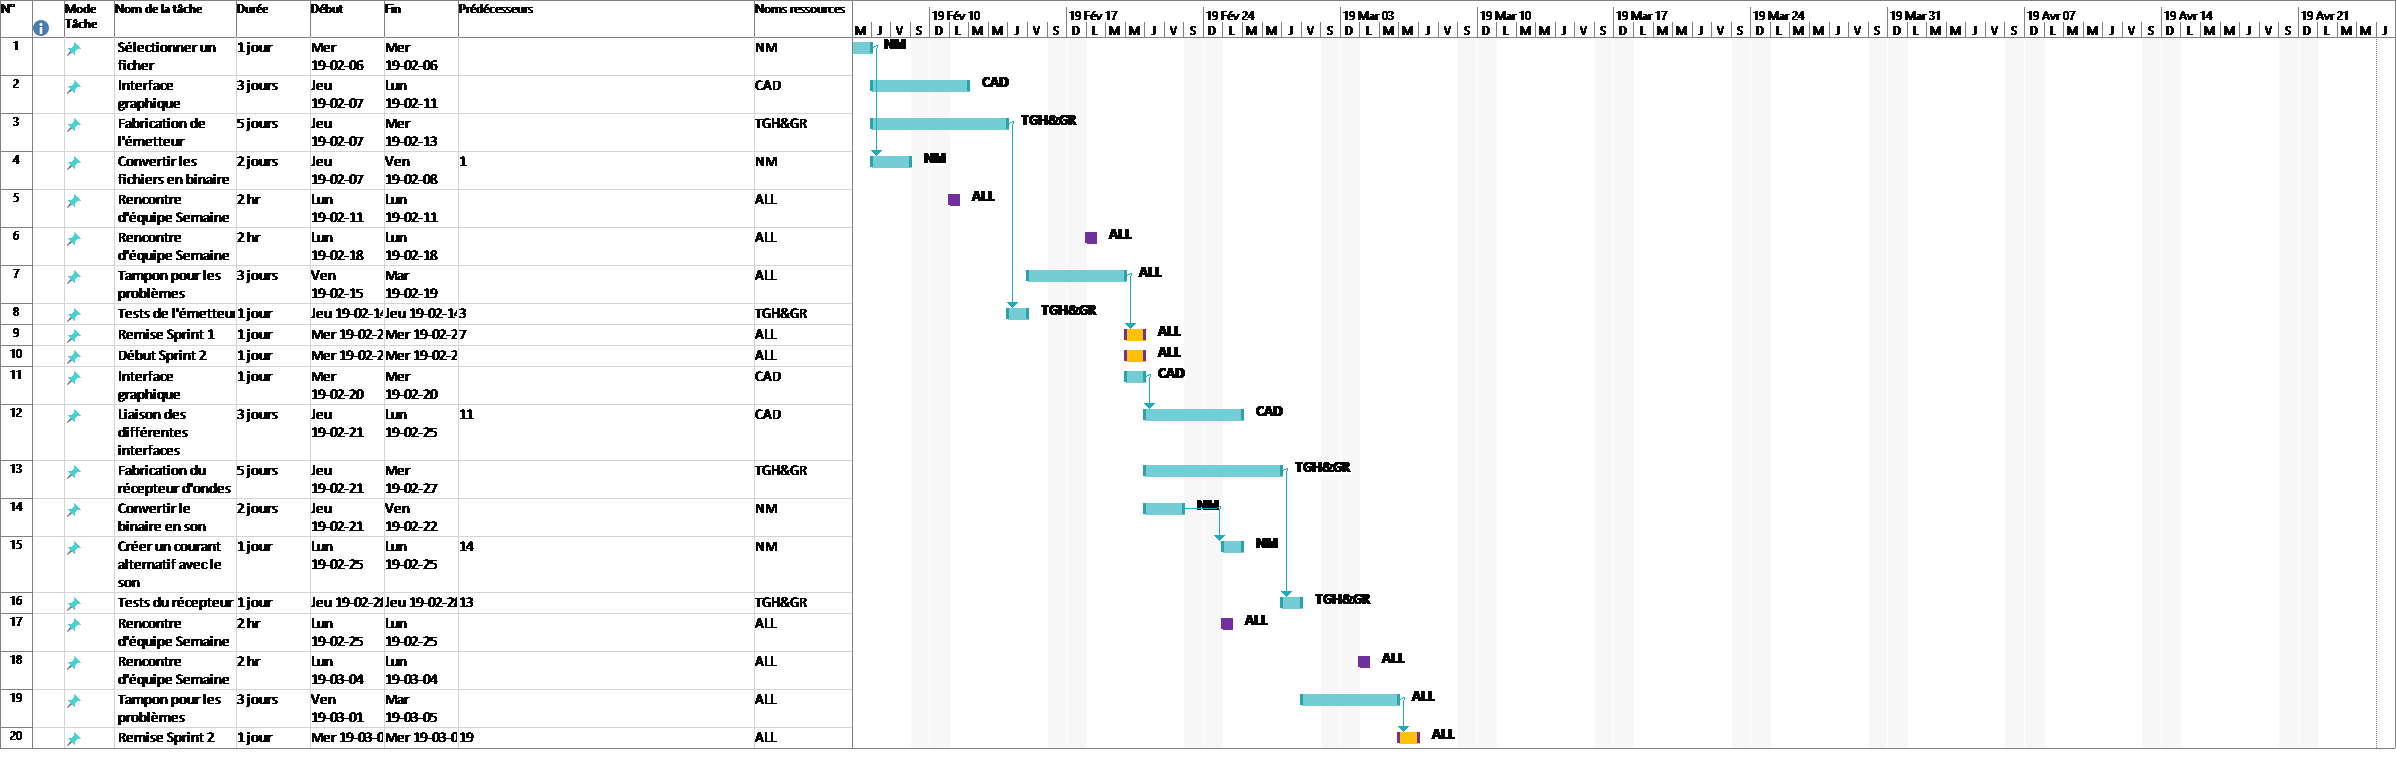 N° Mode Tâche Nom de la tâche Durée Début Fin Prédécesseurs Noms ressources
19 Fév 10 19 Fév 17 19 Fév 24 19 Mar 03 19 Mar 10 19 Mar 17 19 Mar 24 19 Mar 31 19 Avr 07 19 Avr 14 19 Avr 21
M J V S D L M M J V S D L M M J V S D L M M J V S D L M M J V S D L M M J V S D L M M J V S D L M M J V S D L M M J V S D L M M J V S D L M M J V S D L M M J
1 Sélectionner un 1 jour Mer Mer NM NM
ficher 19-02-06 19-02-06
2 Interface 3 jours Jeu Lun CAD CAD
graphique 19-02-07 19-02-11
3 Fabrication de 5 jours Jeu Mer TGH&GR TGH&GR
l'émetteur 19-02-07 19-02-13
4 Convertir les 2 jours Jeu Ven 1 NM NM
fichiers en binaire 19-02-07 19-02-08
5 Rencontre 2 hr Lun Lun ALL ALL
d'équipe Semaine 19-02-11 19-02-11
6 Rencontre 2 hr Lun Lun ALL ALL
d'équipe Semaine 19-02-18 19-02-18
7 Tampon pour les 3 jours Ven Mar ALL ALL
problèmes 19-02-15 19-02-19
8 Tests de l'émetteu 1 jour Jeu 19-02-14 Jeu 19-02-14 3 TGH&GR TGH&GR
9 Remise Sprint 1 1 jour Mer 19-02-2 Mer 19-02-2 7 ALL ALL
10 Début Sprint 2 1 jour Mer 19-02-2 Mer 19-02-2 ALL ALL
11 Interface 1 jour Mer Mer CAD CAD
graphique 19-02-20 19-02-20
12 Liaison des 3 jours Jeu Lun 11 CAD CAD
différentes 19-02-21 19-02-25
interfaces
13 Fabrication du 5 jours Jeu Mer TGH&GR TGH&GR
récepteur d'ondes 19-02-21 19-02-27
14 Convertir le 2 jours Jeu Ven NM NM
binaire en son 19-02-21 19-02-22
15 Créer un courant 1 jour Lun Lun 14 NM NM
alternatif avec le 19-02-25 19-02-25
son
16 Tests du récepteur 1 jour Jeu 19-02-2 Jeu 19-02-2 13 TGH&GR TGH&GR
17 Rencontre 2 hr Lun Lun ALL ALL
d'équipe Semaine 19-02-25 19-02-25
18 Rencontre 2 hr Lun Lun ALL ALL
d'équipe Semaine 19-03-04 19-03-04
19 Tampon pour les 3 jours Ven Mar ALL ALL
problèmes 19-03-01 19-03-05
20 Remise Sprint 2 1 jour Mer 19-03-0 Mer 19-03-0 19 ALL ALL